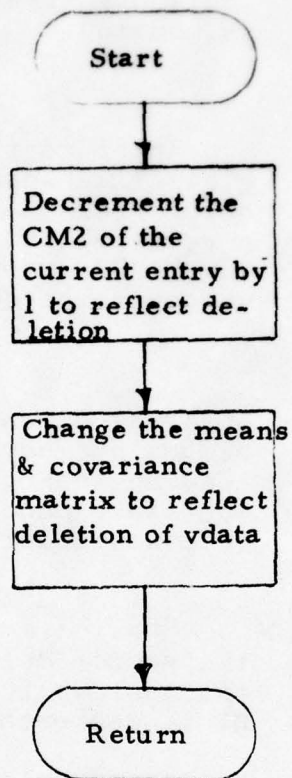 Start
Decrement the
CM2 of the
current entry by
1 to reflect de-
letion
Change the means
& covariance
matrix to reflect
deletion of vdata
Return